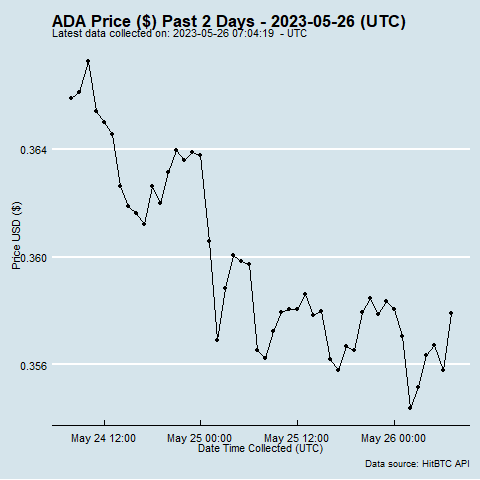 ADA Price ($) Past 2 Days - 2023-05-26 (UTC)
Latest data collected on: 2023-05-26 07:04:19  - UTC
0.364
0.360
0.356
Price USD ($)
May 24 12:00
May 25 00:00
May 25 12:00
May 26 00:00
Date Time Collected (UTC)
Data source: HitBTC API